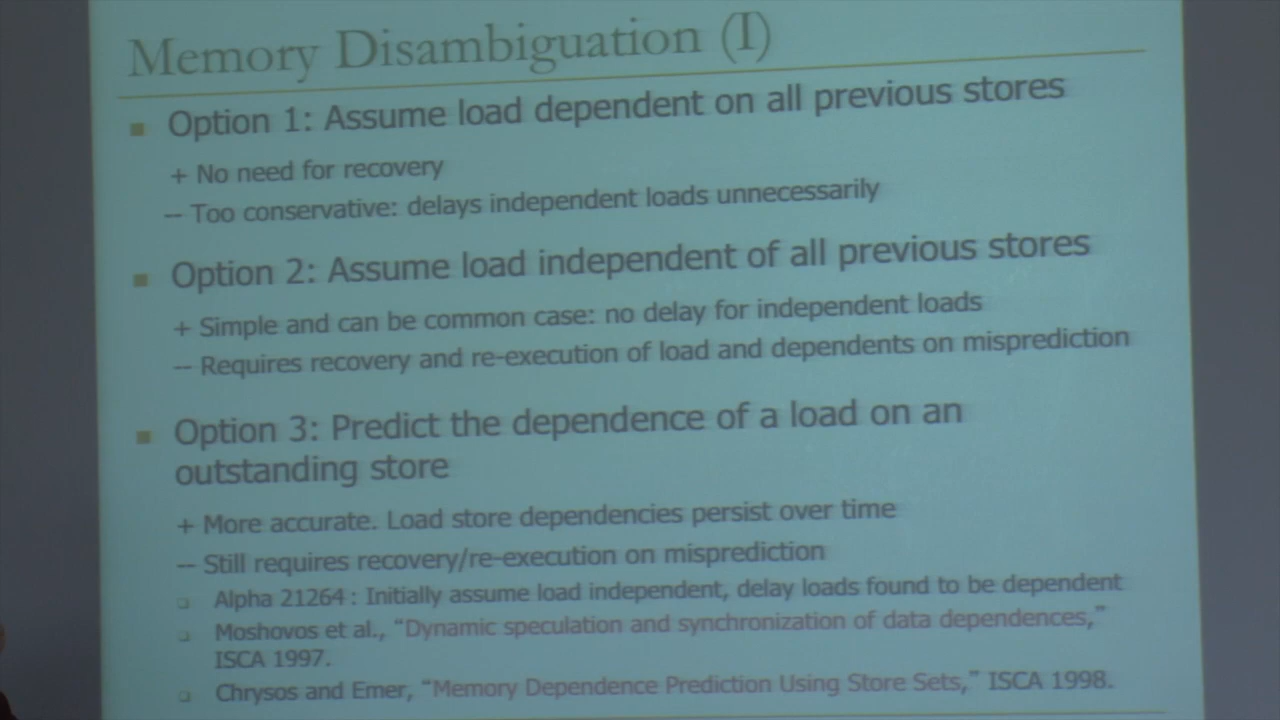 Memory Disambiguation (I)
Option 1: Assume load dependent on all previous stores
+ No need for recovery
-- Too conservative: delays independent loads unnecessarily
Option 2: Assume load independent of all previous stores
+ Simple and can be common case: no delay for independent loads
-- Requires recovery and re-execution of load and dependents on misprediction
Option 3: Predict the dependence of a load on an
outstanding store
+ More accurate. Load store dependencies persist over time
-- Still requires recovery/re-execution on misprediction
Alpha 21264 : Initially assume load independent, delay loads found to be dependent
Moshovos et al., “Dynamic speculation and synchronization of data dependences,”
ISCA 1997.
Chrysos and Emer, “Memory Dependence Prediction Using Store Sets,” ISCA 1998.